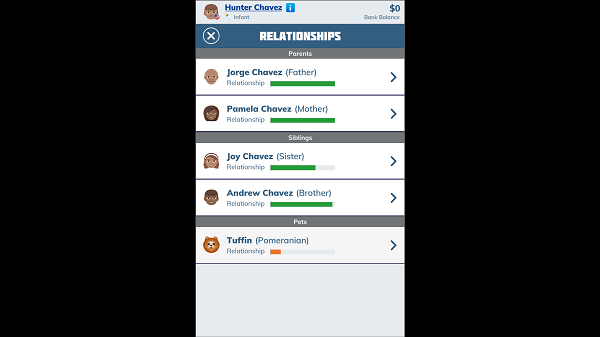 Hunter Chavez i
$0
Infant
Bank Balance
RELATIONSHIPS
Parents
Jorge Chavez (Father)
Relationship
Pamela Chavez (Mother)
Relationship
Siblings
Joy Chavez (Sister)
Relationship
Andrew Chavez (Brother)
Relationship
Pets
Tuffin (Pomeranian)
Relationship